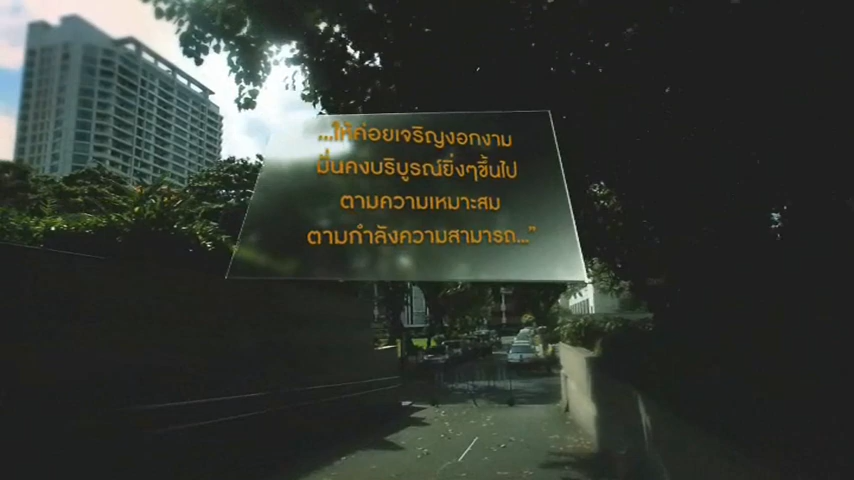 ...ให้ค่อยเจริญงอกงาม
มั่นคงบริบูรณ์ยิ่งๆขึ้นไป
ตามความเหมาะสม
ตามกำลังความสามารถ..."